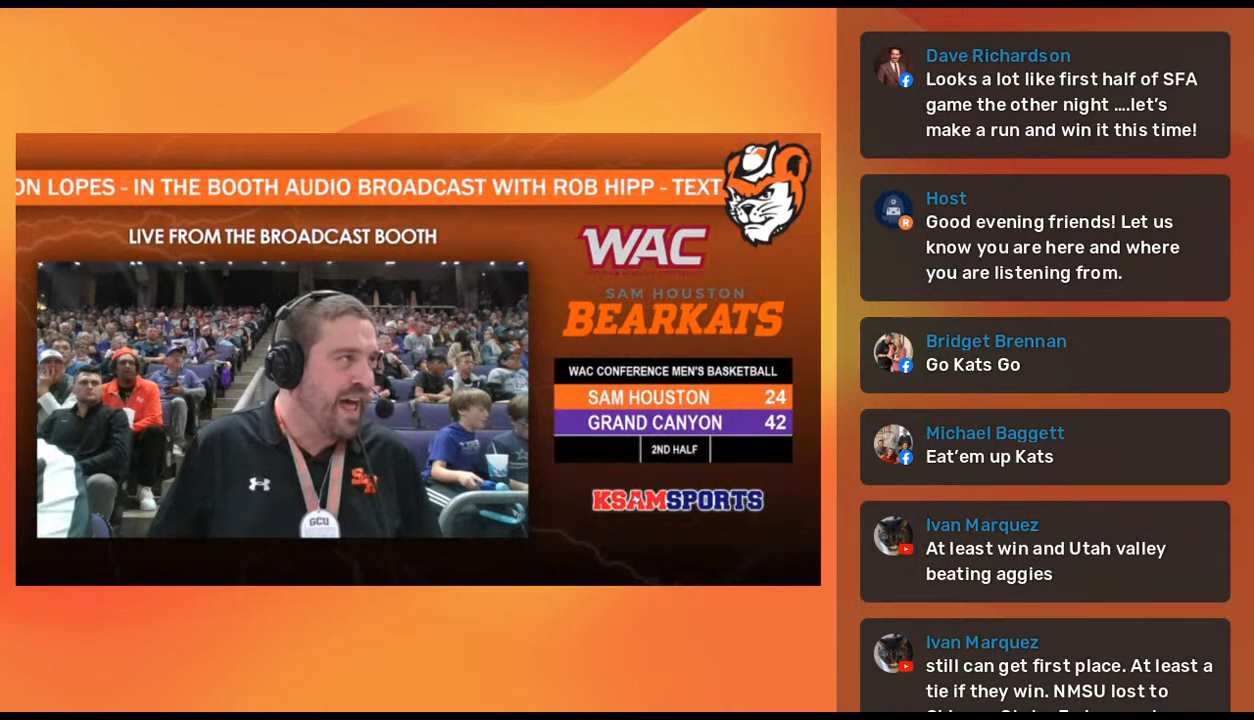 ON LOPES - IN THE BOOTH AUDIO BROADCAST WITH ROB HIPP - TEXT
LIVE FROM THE BROADCAST BOOTH
WAC
SAM HOUSTON
BEARKATS
WAC CONFERENCE MEN'S BASKETBALL
SAM HOUSTON 24
GRAND CANYON 42
2ND HALF
KSAMSPORTS
GCU
Dave Richardson
Looks a lot like first half of SFA
game the other night ....let's
make a run and win it this time!
Host
Good evening friends! Let us
know you are here and where
you are listening from.
Bridget Brennan
Go Kats Go
Michael Baggett
Eat'em up Kats
Ivan Marquez
At least win and Utah valley
beating aggies
Ivan Marquez
still can get first place. At least a
tie if they win. NMSU lost to